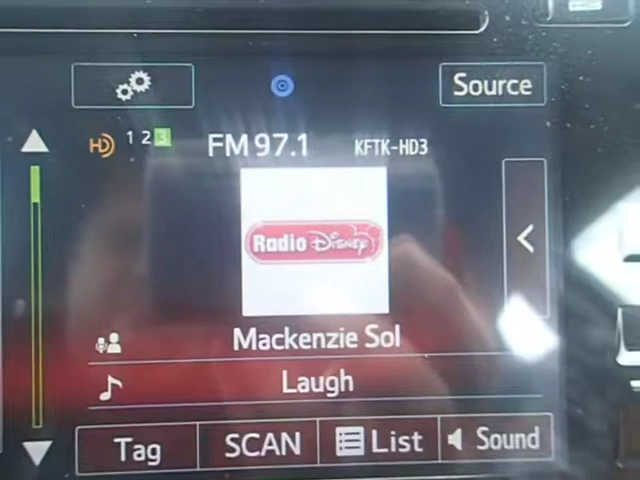 Source
HD 1 2 3 FM 97.1 KFTK-HD3
Radio Disney
Mackenzie Sol
Laugh
Tag SCAN List Sound